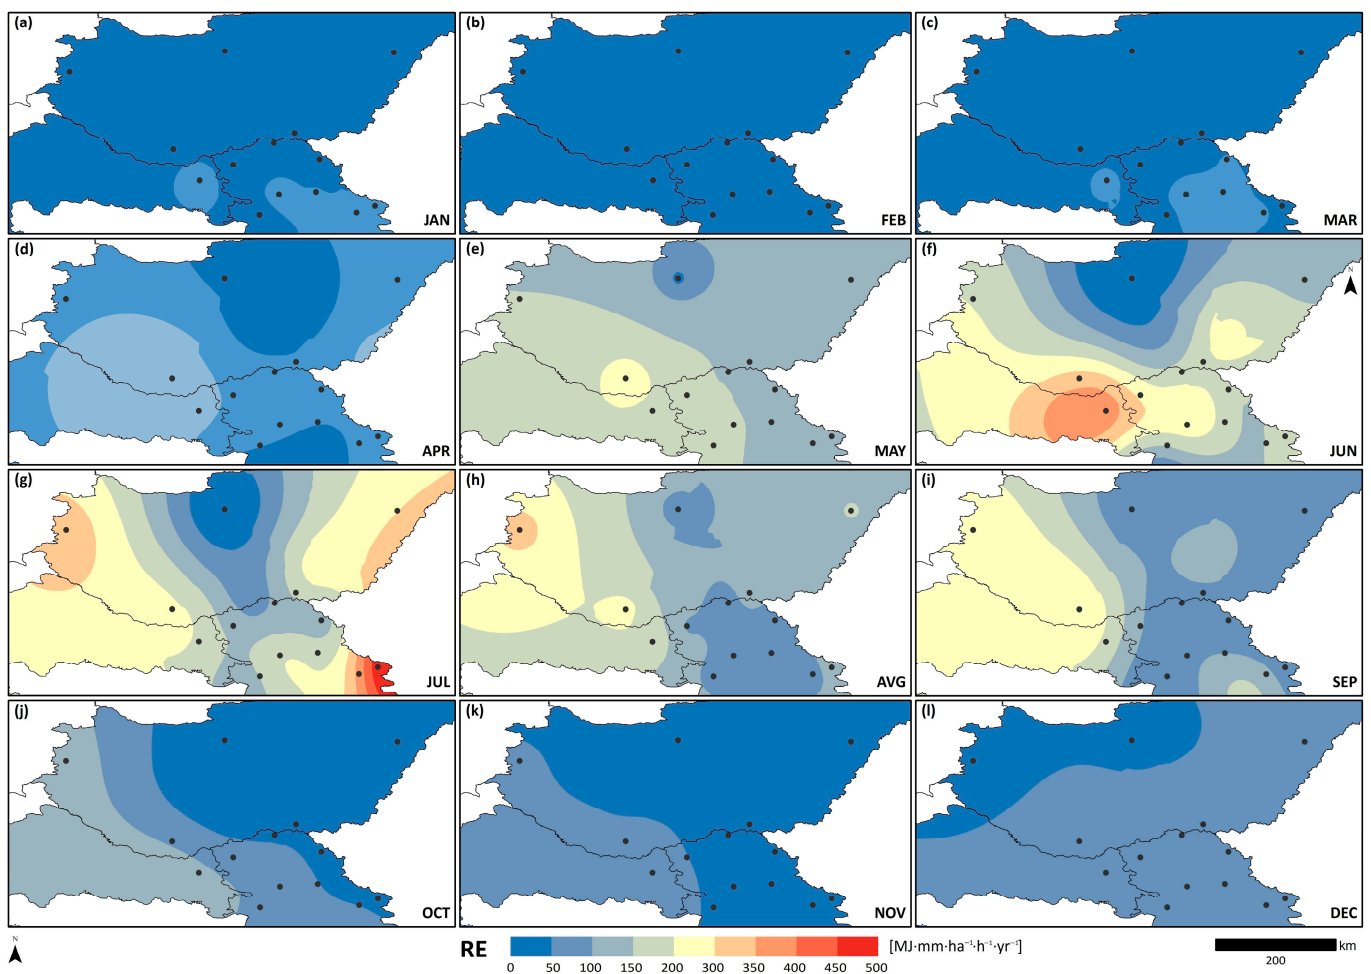 (a) (b) (c)
JAN FEB MAR
(d) (e) (f)
N
APR MAY JUN
(g) (h) (i)
JUL AVG SEP
(j) (k) (l)
OCT NOV DEC
N
RE [MJ·mm·ha⁻¹·h⁻¹·yr⁻¹] km
0 50 100 150 200 300 350 400 450 500 200